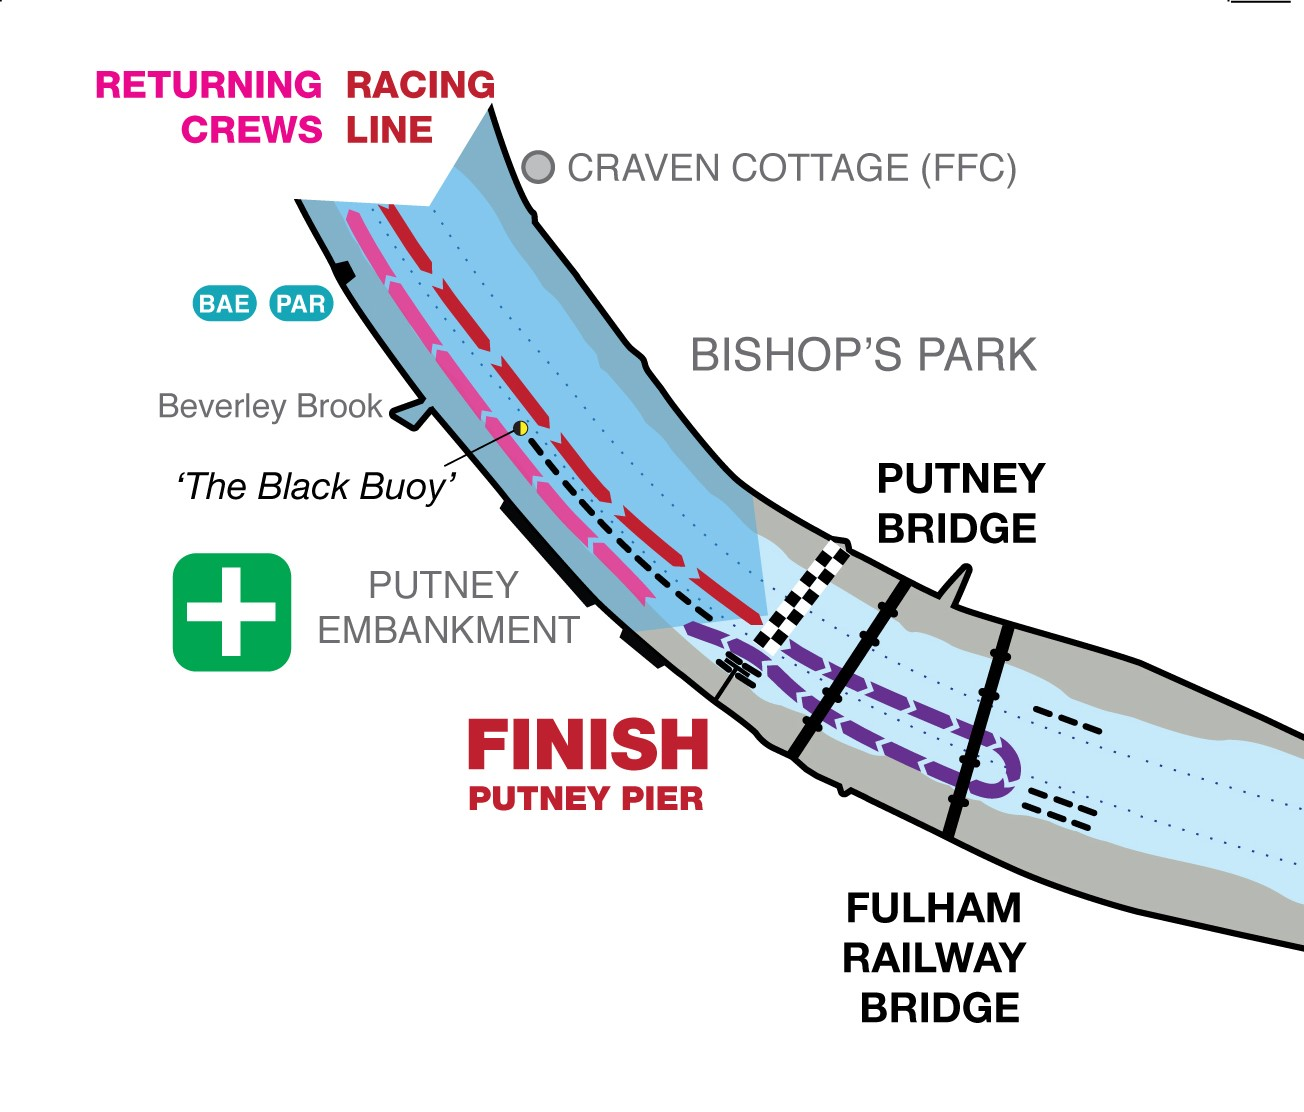 RETURNING
CREWS
RACING
LINE
CRAVEN COTTAGE (FFC)
BAE
PAR
BISHOP’S PARK
Beverley Brook
‘The Black Buoy’
PUTNEY
BRIDGE
PUTNEY
EMBANKMENT
FINISH
PUTNEY PIER
FULHAM
RAILWAY
BRIDGE